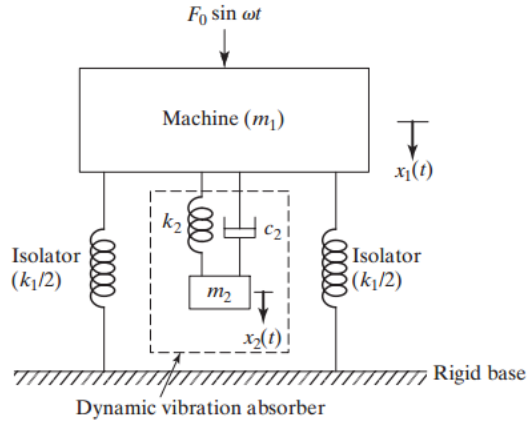 F₀ sin ωt
Machine (m₁)
x₁(t)
k₂
c₂
Isolator
(k₁/2)
Isolator
(k₁/2)
m₂
x₂(t)
Rigid base
Dynamic vibration absorber